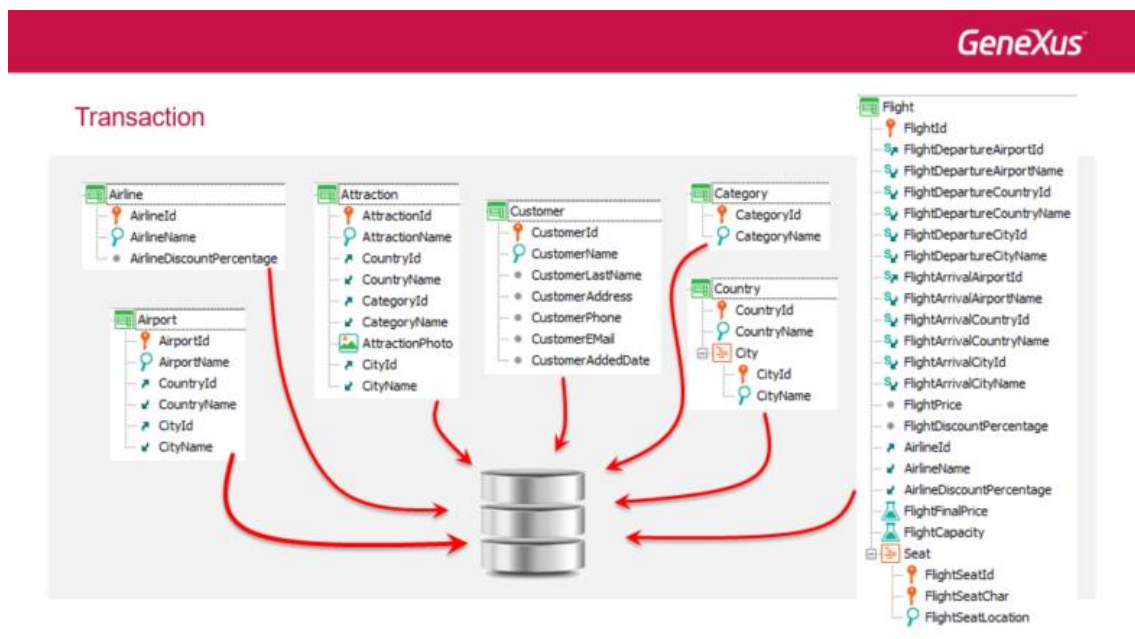 GeneXus
Transaction
Airline
AirlineId
AirlineName
AirlineDiscountPercentage
Airport
AirportId
AirportName
CountryId
CountryName
CityId
CityName
Attraction
AttractionId
AttractionName
CountryId
CountryName
CategoryId
CategoryName
AttractionPhoto
CityId
CityName
Customer
CustomerId
CustomerName
CustomerLastName
CustomerAddress
CustomerPhone
CustomerEMail
CustomerAddedDate
Category
CategoryId
CategoryName
Country
CountryId
CountryName
City
CityId
CityName
Flight
FlightId
FlightDepartureAirportId
FlightDepartureAirportName
FlightDepartureCountryId
FlightDepartureCountryName
FlightDepartureCityId
FlightDepartureCityName
FlightArrivalAirportId
FlightArrivalAirportName
FlightArrivalCountryId
FlightArrivalCountryName
FlightArrivalCityId
FlightArrivalCityName
FlightPrice
FlightDiscountPercentage
AirlineId
AirlineName
AirlineDiscountPercentage
FlightFinalPrice
FlightCapacity
Seat
FlightSeatId
FlightSeatChar
FlightSeatLocation